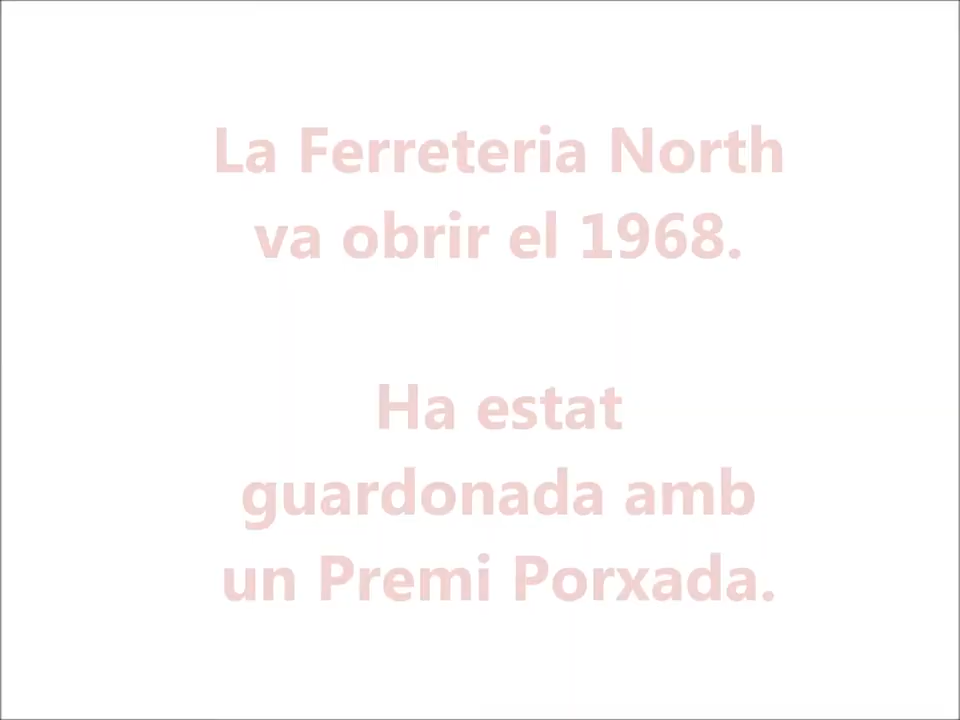 La Ferreteria North
va obrir el 1968.
Ha estat
guardonada amb
un Premi Porxada.